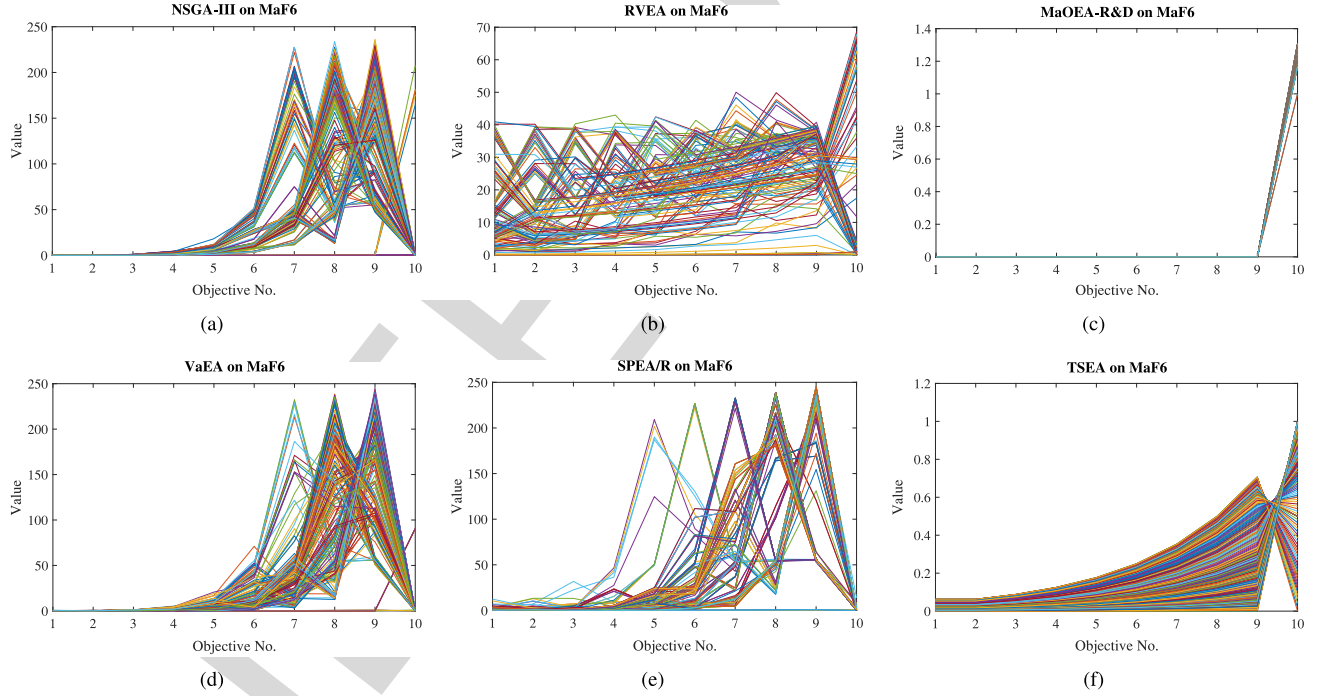 NSGA-III on MaF6
250
200
150
100
50
0
Value
1 2 3 4 5 6 7 8 9 10
Objective No.
(a)
RVEA on MaF6
70
60
50
40
30
20
10
0
Value
1 2 3 4 5 6 7 8 9 10
Objective No.
(b)
MaOEA-R&D on MaF6
1.4
1.2
1
0.8
0.6
0.4
0.2
0
Value
1 2 3 4 5 6 7 8 9 10
Objective No.
(c)
VaEA on MaF6
250
200
150
100
50
0
Value
1 2 3 4 5 6 7 8 9 10
Objective No.
(d)
SPEA/R on MaF6
250
200
150
100
50
0
Value
1 2 3 4 5 6 7 8 9 10
Objective No.
(e)
TSEA on MaF6
1.2
1
0.8
0.6
0.4
0.2
0
Value
1 2 3 4 5 6 7 8 9 10
Objective No.
(f)